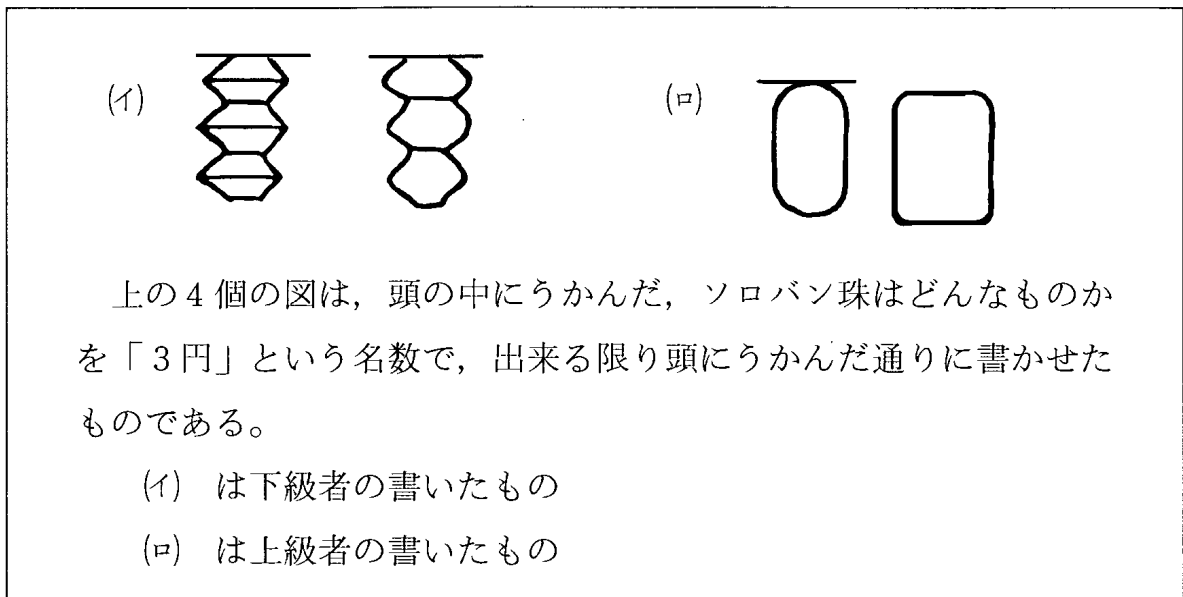 (イ) (ロ)
上の4個の図は,頭の中にうかんだ,ソロバン珠はどんなものか
を「3円」という名数で,出来る限り頭にうかんだ通りに書かせた
ものである。
(イ) は下級者の書いたもの
(ロ) は上級者の書いたもの